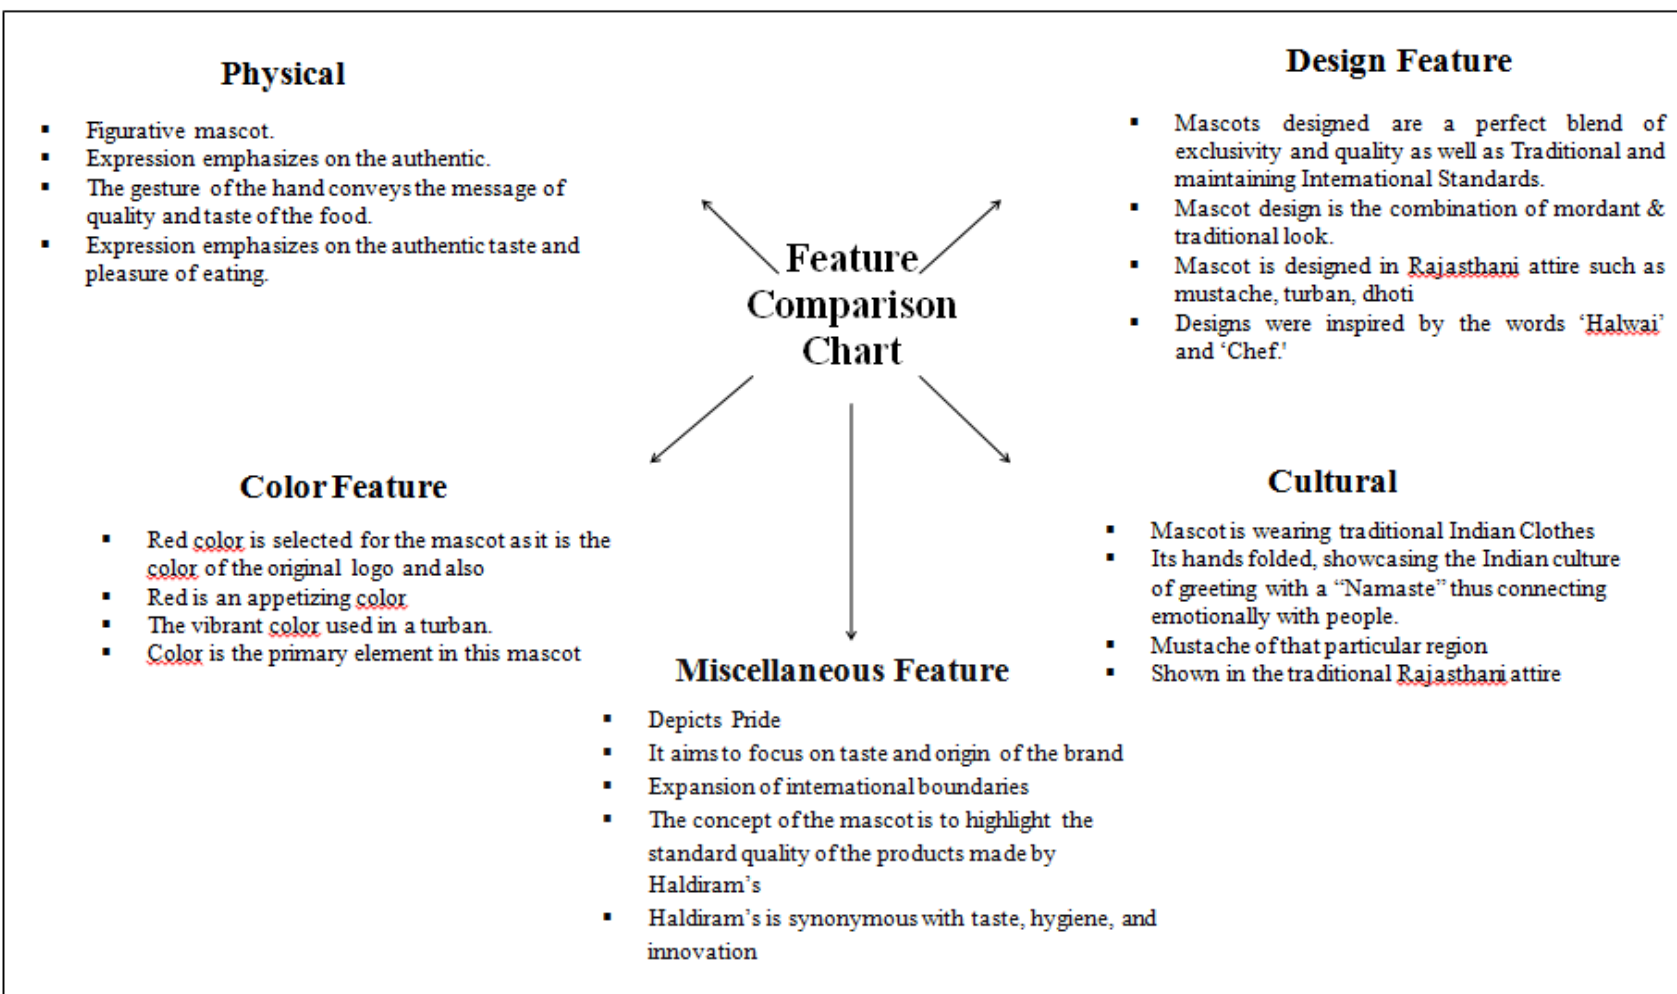 Physical
▪ Figurative mascot.
▪ Expression emphasizes on the authentic.
▪ The gesture of the hand conveys the message of
quality and taste of the food.
▪ Expression emphasizes on the authentic taste and
pleasure of eating.
Design Feature
▪ Mascots designed are a perfect blend of
exclusivity and quality as well as Traditional and
maintaining International Standards.
▪ Mascot design is the combination of mordant &
traditional look.
▪ Mascot is designed in Rajasthani attire such as
mustache, turban, dhoti
▪ Designs were inspired by the words ‘Halwai’
and ‘Chef.'
Feature
Comparison
Chart
Color Feature
▪ Red color is selected for the mascot as it is the
color of the original logo and also
▪ Red is an appetizing color
▪ The vibrant color used in a turban.
▪ Color is the primary element in this mascot
Cultural
▪ Mascot is wearing traditional Indian Clothes
▪ Its hands folded, showcasing the Indian culture
of greeting with a “Namaste” thus connecting
emotionally with people.
▪ Mustache of that particular region
▪ Shown in the traditional Rajasthani attire
Miscellaneous Feature
▪ Depicts Pride
▪ It aims to focus on taste and origin of the brand
▪ Expansion of international boundaries
▪ The concept of the mascot is to highlight the
standard quality of the products made by
Haldiram’s
▪ Haldiram’s is synonymous with taste, hygiene, and
innovation